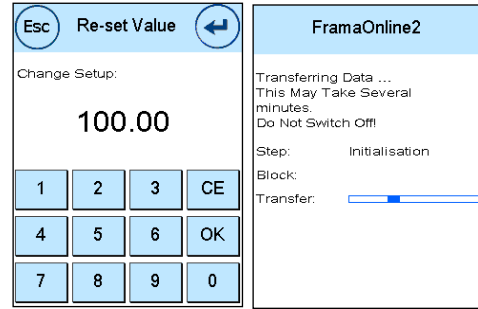 Esc
Re-set Value
Change Setup:
100.00
1 2 3 CE
4 5 6 OK
7 8 9 0
FramaOnline2
Transferring Data ...
This May Take Several
minutes.
Do Not Switch Off!
Step: Initialisation
Block:
Transfer: